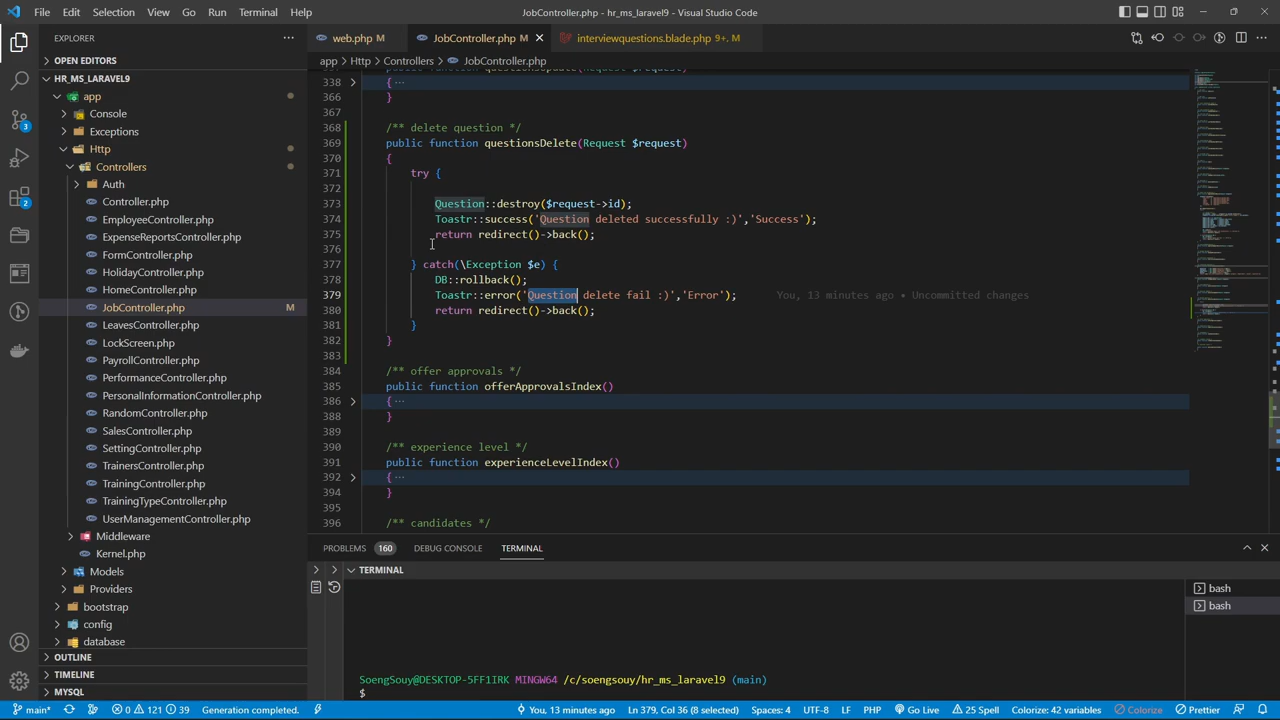 File Edit Selection View Go Run Terminal Help
JobController.php - hr_ms_laravel9 - Visual Studio Code
EXPLORER
web.php M
JobController.php M
interviewquestions.blade.php 9+, M
OPEN EDITORS
app > Http > Controllers > JobController.php
HR_MS_LARAVEL9
app
Console
Exceptions
Http
Controllers
Auth
Controller.php
EmployeeController.php
ExpenseReportsController.php
FormController.php
HolidayController.php
HomeController.php
JobController.php M
LeavesController.php
LockScreen.php
PayrollController.php
PerformanceController.php
PersonalInformationController.php
RandomController.php
SalesController.php
SettingController.php
TrainersController.php
TrainingController.php
TrainingTypeController.php
UserManagementController.php
Middleware
Kernel.php
Models
Providers
bootstrap
config
database
OUTLINE
TIMELINE
MYSQL
338 { ...
366 }
367
368 /** delete question
369 public function questionsDelete(Request $request)
370 {
371 try {
372
373 Question::destroy($request->id);
374 Toastr::success('Question deleted successfully :)','Success');
375 return redirect()->back();
376
377 } catch(\Exception $e) {
DB::rollback();
379 Toastr::error('Question delete fail :)','Error'); You, 13 minutes ago • Uncommitted changes
380 return redirect()->back();
381 }
382 }
383
384 /** offer approvals */
385 public function offerApprovalsIndex()
386 { ...
388 }
389
390 /** experience level */
391 public function experienceLevelIndex()
392 { ...
394 }
395
396 /** candidates */
PROBLEMS 160 DEBUG CONSOLE TERMINAL
TERMINAL
bash
bash
SoengSouy@DESKTOP-5FF1IRK MINGW64 /c/soengsouy/hr_ms_laravel9 (main)
$
3
2
main* 0 121 39 Generation completed. You, 13 minutes ago Ln 379, Col 36 (8 selected) Spaces: 4 UTF-8 LF PHP Go Live 25 Spell Colorize: 42 variables Colorize Prettier